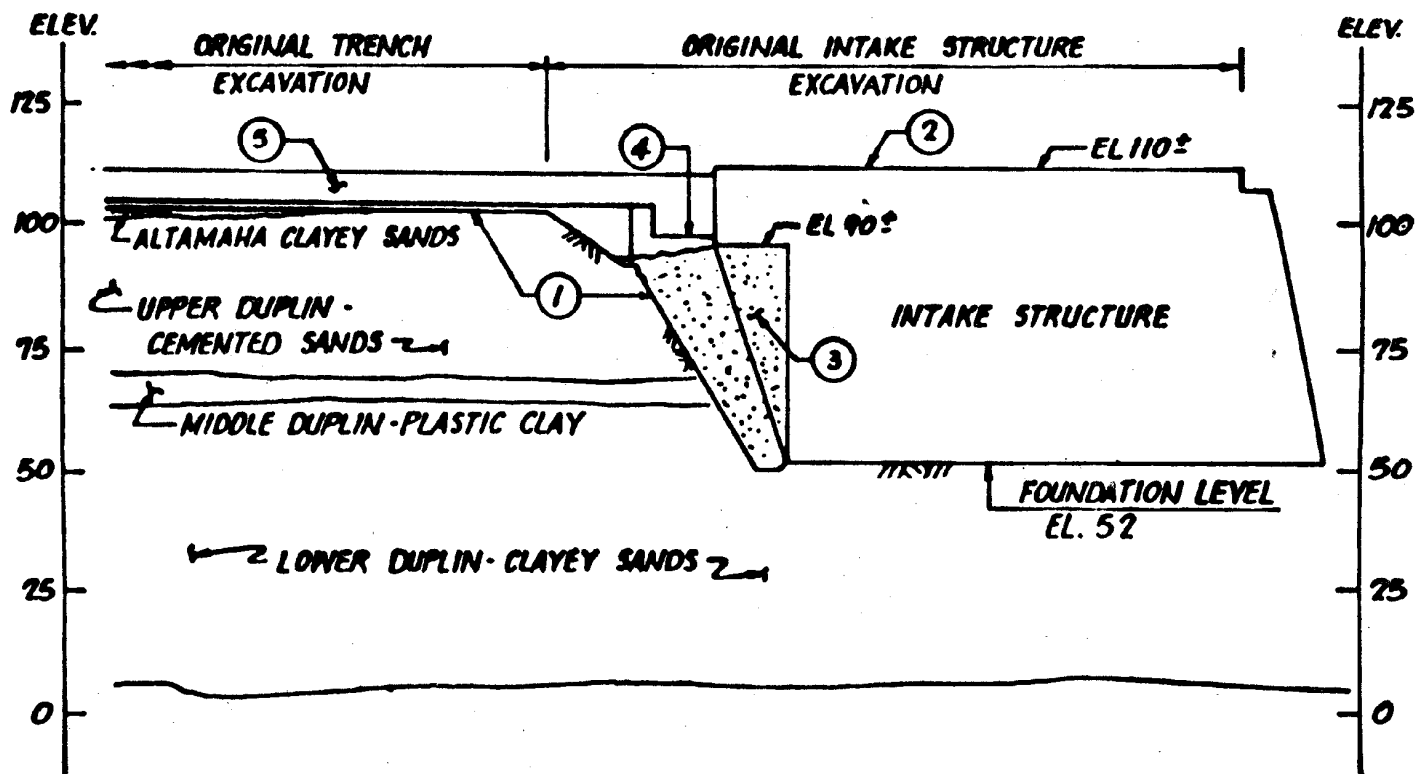 ELEV.
ELEV.
ORIGINAL TRENCH
EXCAVATION
ORIGINAL INTAKE STRUCTURE
EXCAVATION
125
125
5
4
2
EL 110±
100
100
ALTAMAHA CLAYEY SANDS
EL 90±
1
UPPER DUPLIN-
CEMENTED SANDS
INTAKE STRUCTURE
75
75
3
MIDDLE DUPLIN-PLASTIC CLAY
50
50
FOUNDATION LEVEL
EL. 52
LOWER DUPLIN-CLAYEY SANDS
25
25
0
0